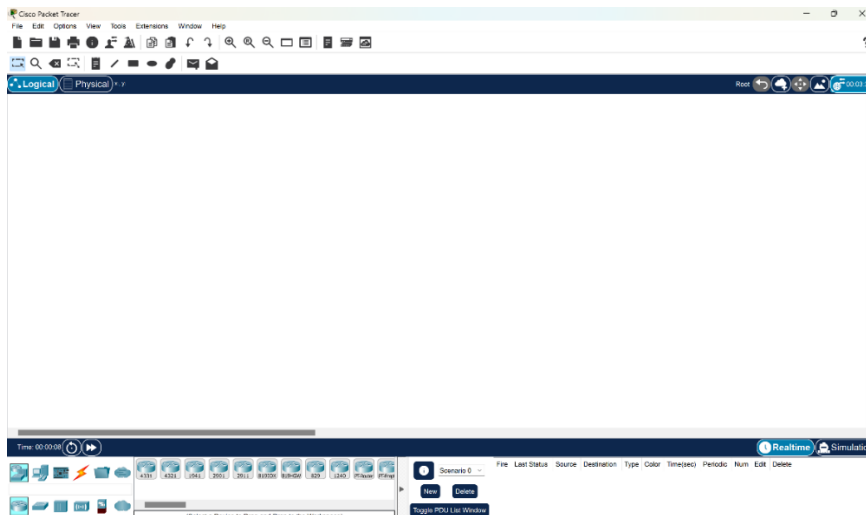 Cisco Packet Tracer
File Edit Options View Tools Extensions Window Help
Logical Physical x, y Root
Time: 00:00:08 Realtime Simulatio
4331 4321 1941 2901 2911 819IOX 819HGW 829 1240
Scenario 0
New Delete
Toggle PDU List Window
Fire Last Status Source Destination Type Color Time(sec) Periodic Num Edit Delete